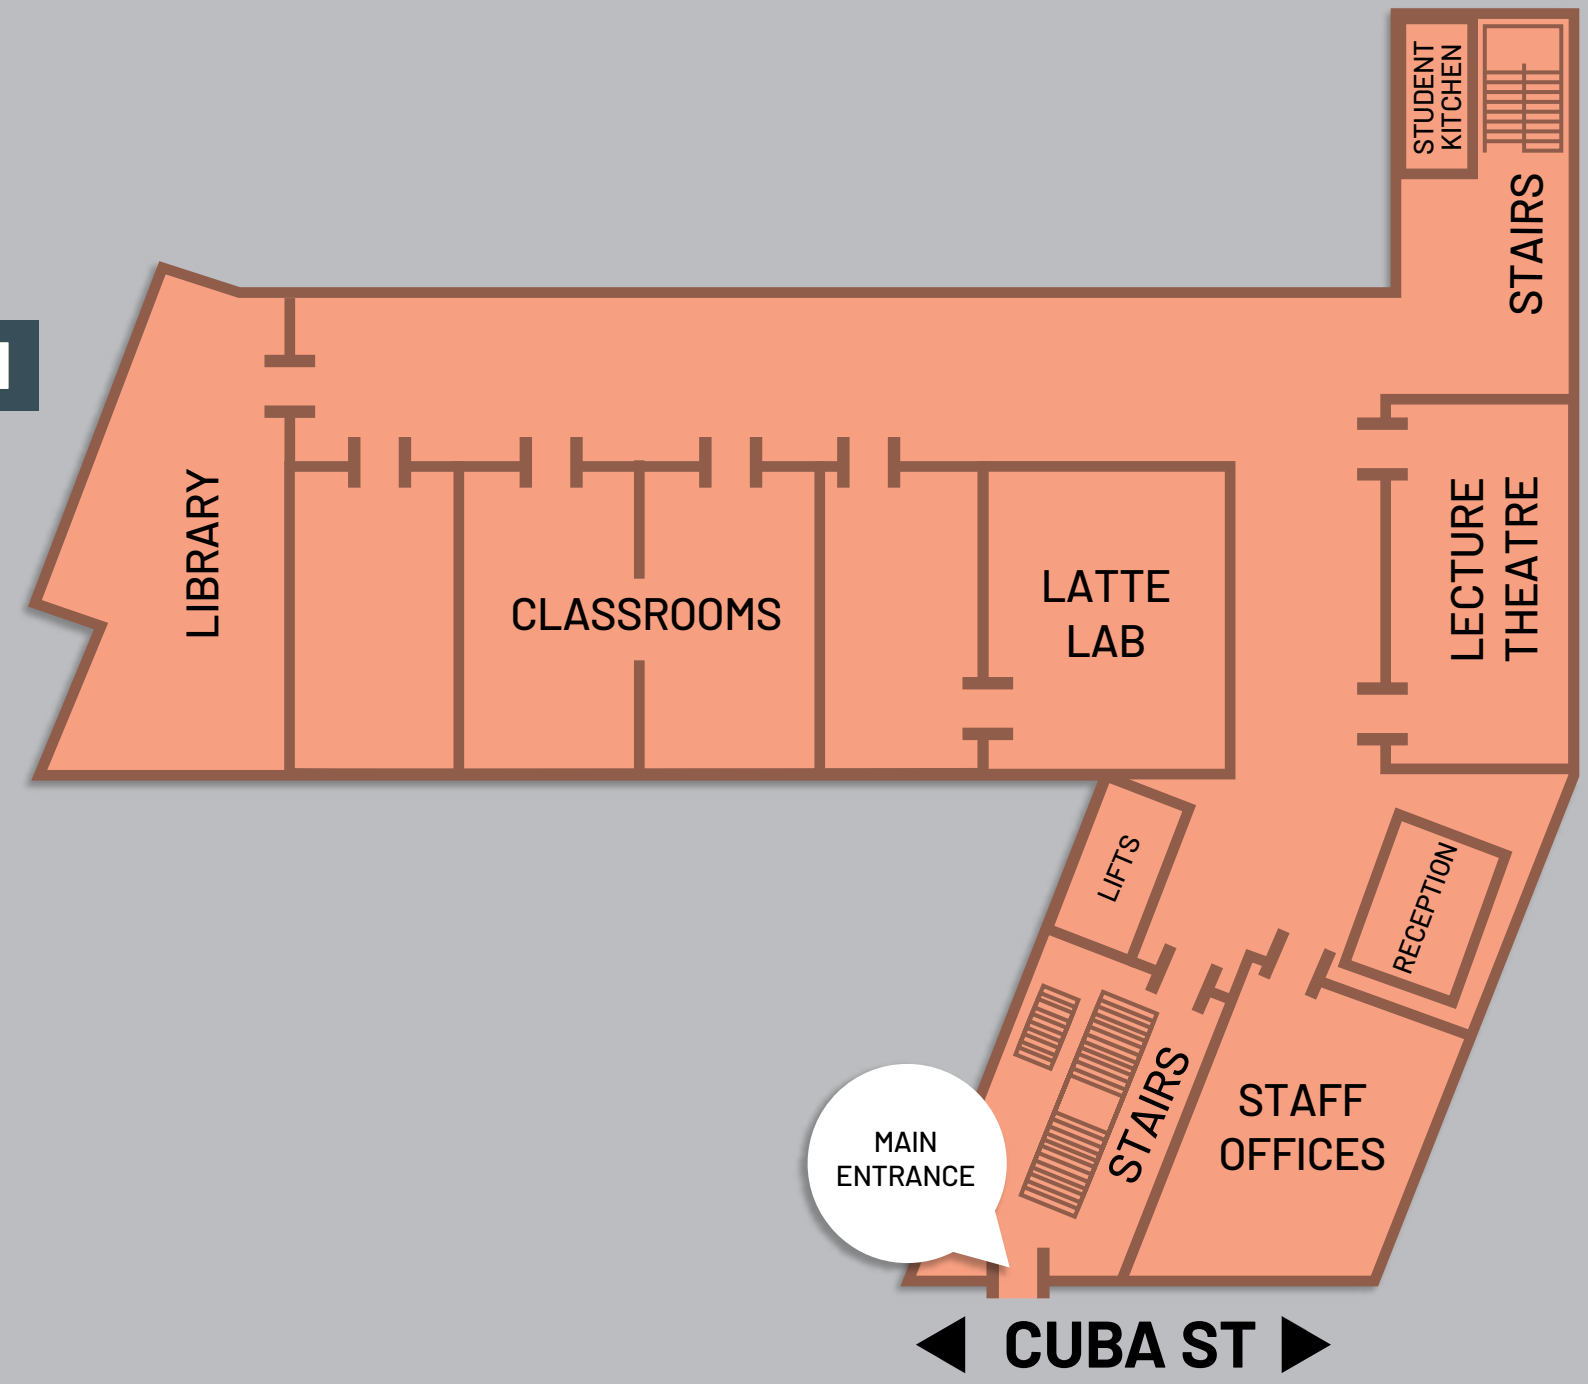 STUDENT
KITCHEN
STAIRS
LIBRARY
CLASSROOMS
LATTE
LAB
LECTURE
THEATRE
LIFTS
RECEPTION
STAIRS
STAFF
OFFICES
MAIN
ENTRANCE
CUBA ST